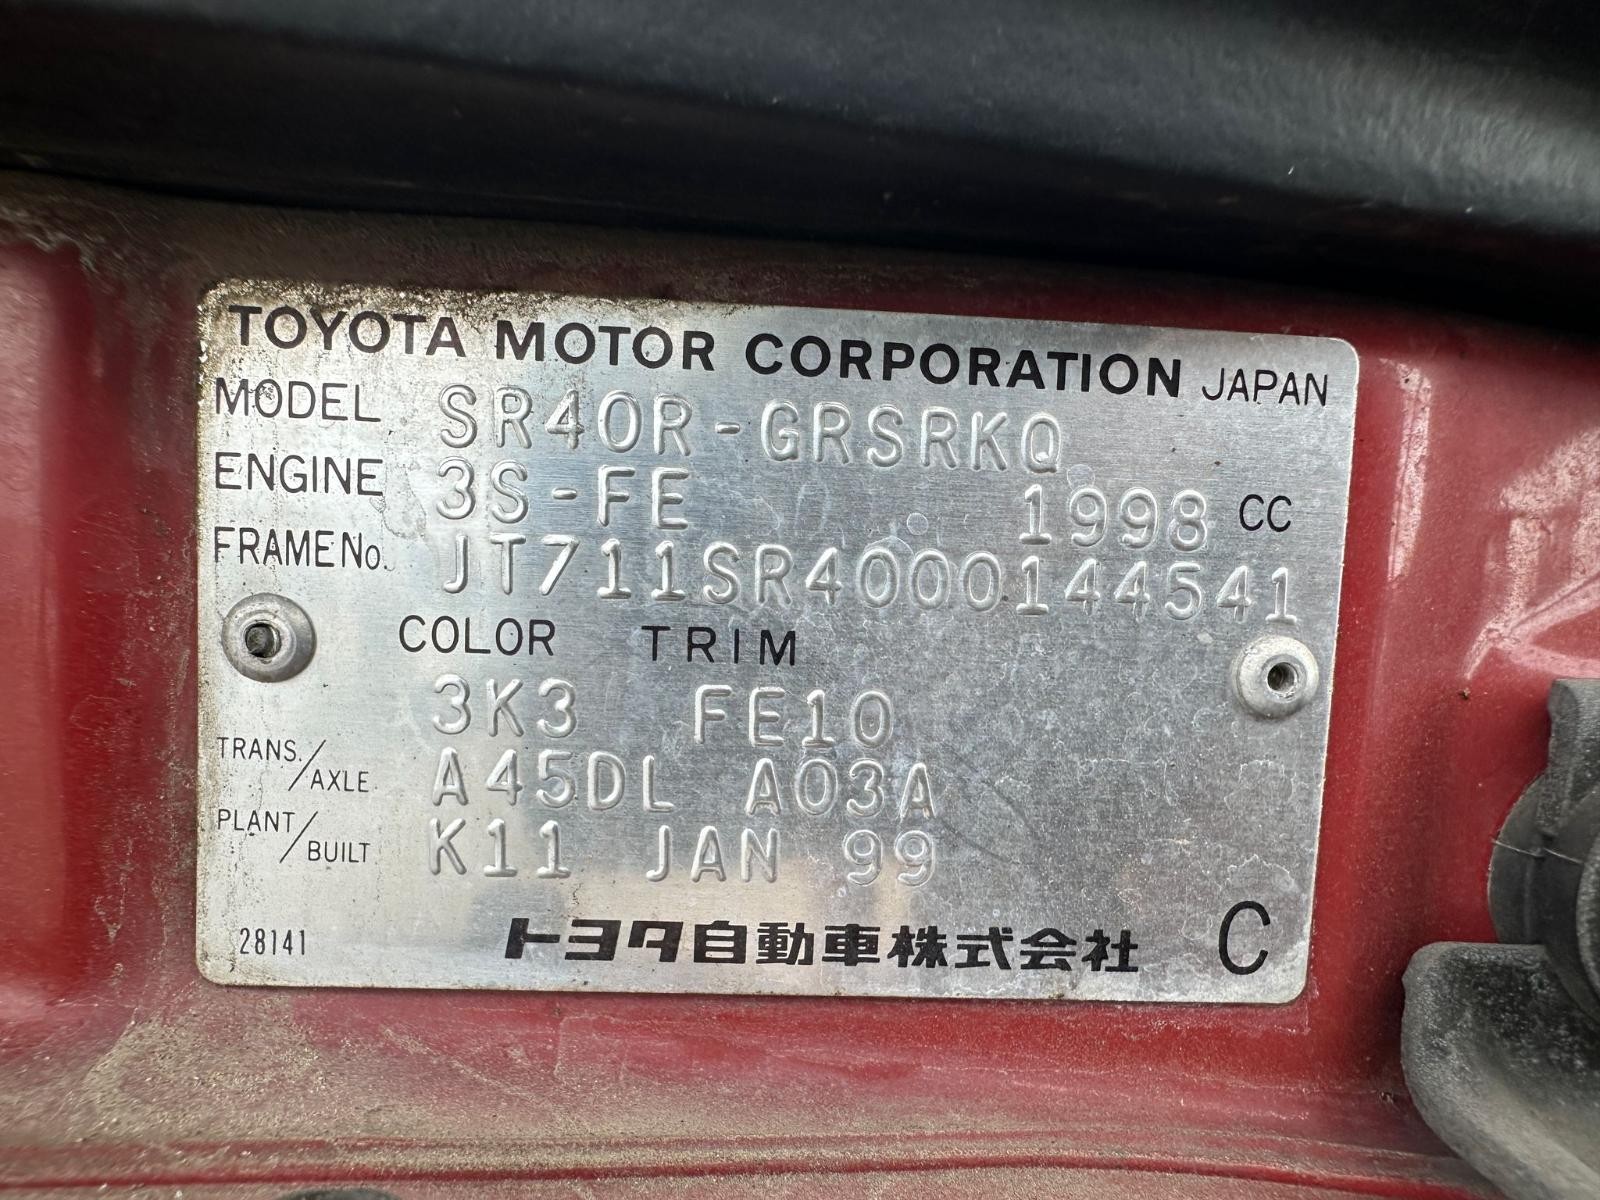 TOYOTA MOTOR CORPORATION JAPAN
MODEL SR40R-GRSRKQ
ENGINE 3S-FE 1998 CC
FRAME No. JT711SR4000144541
COLOR TRIM
3K3 FE10
TRANS./AXLE A45DL A03A
PLANT/BUILT K11 JAN 99
28141 トヨタ自動車株式会社 C